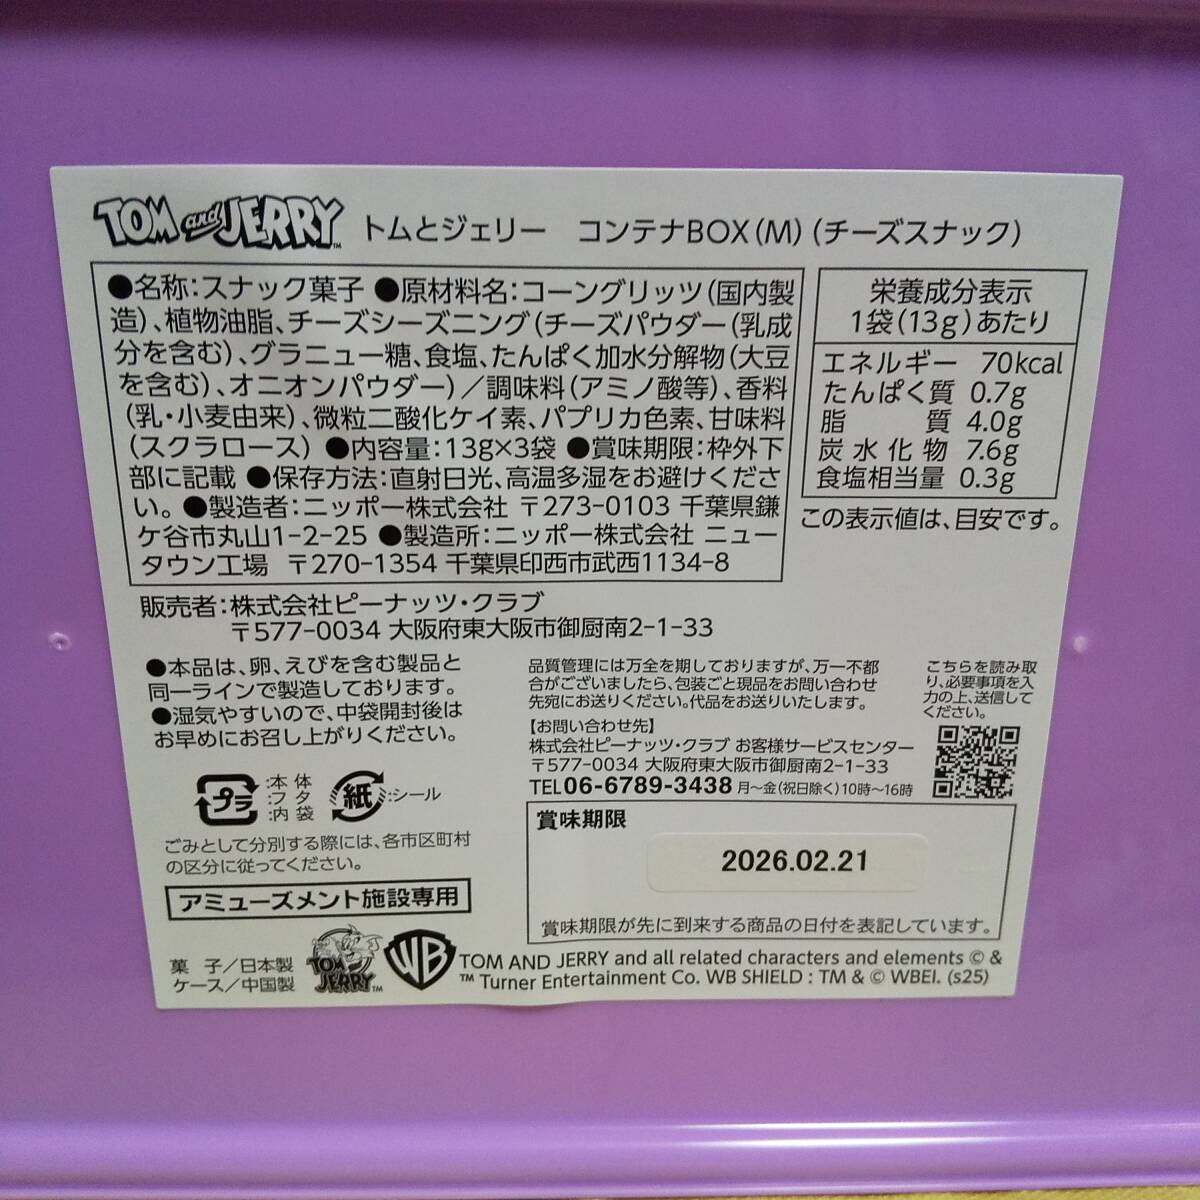 TOM and JERRY™ トムとジェリー コンテナBOX(M)(チーズスナック)
●名称:スナック菓子 ●原材料名:コーングリッツ(国内製
造)、植物油脂、チーズシーズニング(チーズパウダー(乳成
分を含む)、グラニュー糖、食塩、たんぱく加水分解物(大豆
を含む)、オニオンパウダー)/調味料(アミノ酸等)、香料
(乳・小麦由来)、微粒二酸化ケイ素、パプリカ色素、甘味料
(スクラロース) ●内容量:13g×3袋 ●賞味期限:枠外下
部に記載 ●保存方法:直射日光、高温多湿をお避けくださ
い。●製造者:ニッポー株式会社 〒273-0103 千葉県鎌
ケ谷市丸山1-2-25 ●製造所:ニッポー株式会社 ニュー
タウン工場 〒270-1354 千葉県印西市武西1134-8
栄養成分表示
1袋(13g)あたり
エネルギー 70kcal
たんぱく質 0.7g
脂質 4.0g
炭水化物 7.6g
食塩相当量 0.3g
この表示値は、目安です。
販売者:株式会社ピーナッツ・クラブ
〒577-0034 大阪府東大阪市御厨南2-1-33
●本品は、卵、えびを含む製品と
同一ラインで製造しております。
●湿気やすいので、中袋開封後は
お早めにお召し上がりください。
プラ :本体
:フタ
:内袋
紙 :シール
ごみとして分別する際には、各市区町村
の区分に従ってください。
アミューズメント施設専用
品質管理には万全を期しておりますが、万一不都
合がございましたら、包装ごと現品をお問い合わせ
先宛にお送りください。代品をお送りいたします。
【お問い合わせ先】
株式会社ピーナッツ・クラブ お客様サービスセンター
〒577-0034 大阪府東大阪市御厨南2-1-33
TEL06-6789-3438 月~金(祝日除く)10時~16時
こちらを読み取
り、必要事項を入
力の上、送信して
ください。
賞味期限
2026.02.21
賞味期限が先に到来する商品の日付を表記しています。
菓子/日本製
ケース/中国製
TOM and JERRY™
WB
TOM AND JERRY and all related characters and elements © &
™ Turner Entertainment Co. WB SHIELD : TM & © WBEI. (s25)